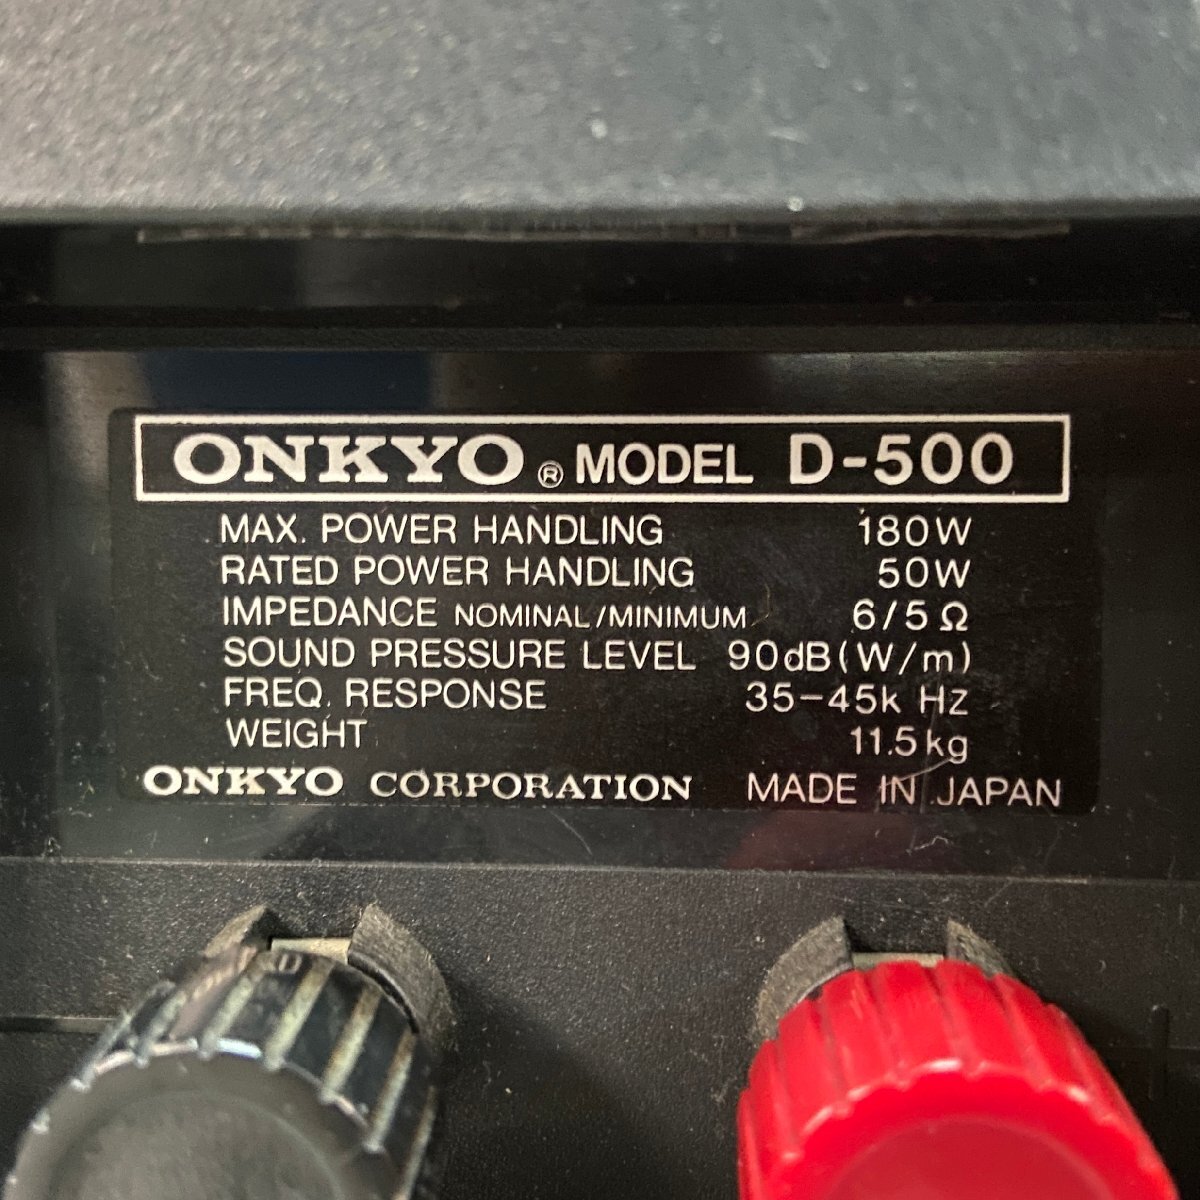 ONKYO® MODEL D-500
MAX. POWER HANDLING 180W
RATED POWER HANDLING 50W
IMPEDANCE NOMINAL/MINIMUM 6/5 Ω
SOUND PRESSURE LEVEL 90dB(W/m)
FREQ. RESPONSE 35-45k Hz
WEIGHT 11.5kg
ONKYO CORPORATION MADE IN JAPAN